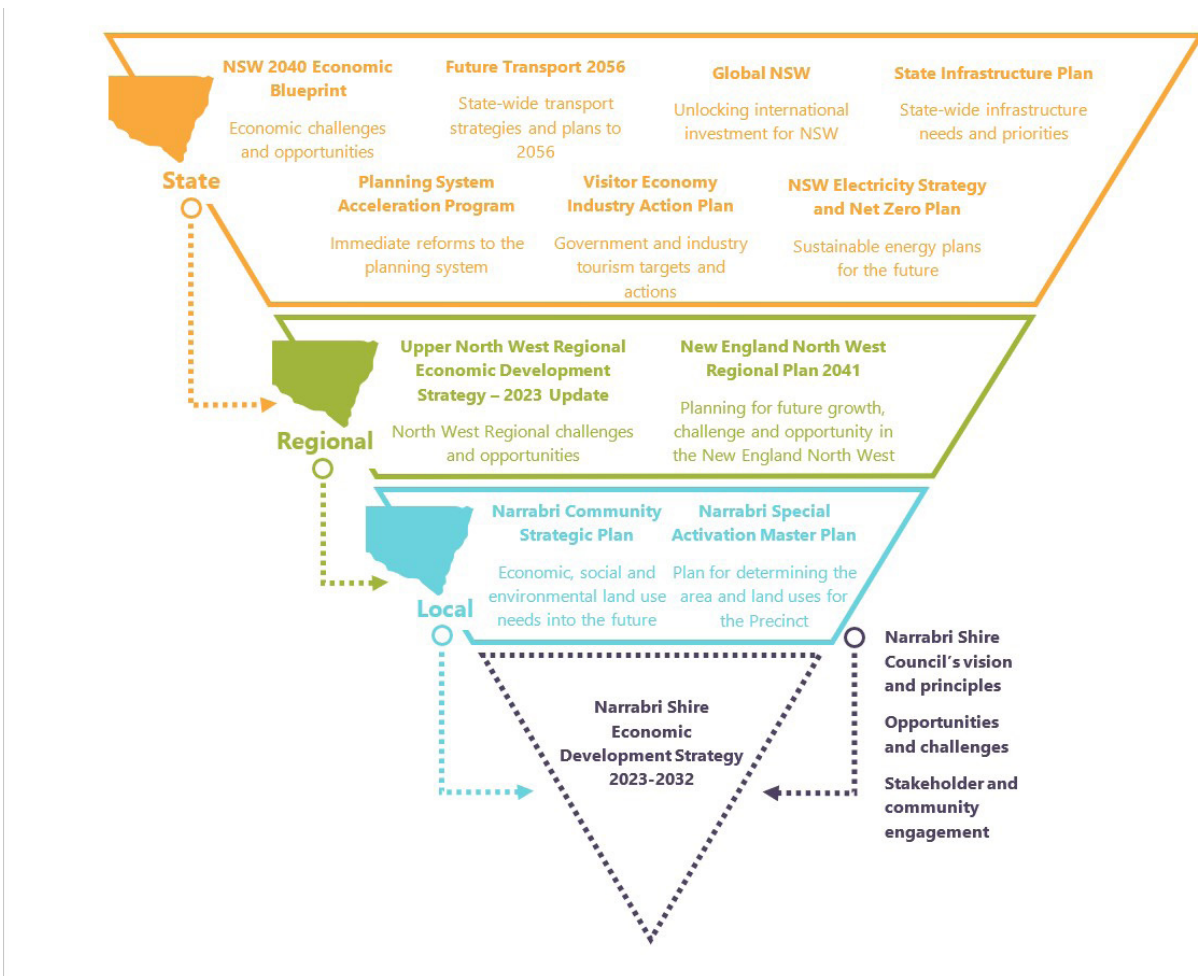 NSW 2040 Economic
Blueprint
Economic challenges
and opportunities
Future Transport 2056
State-wide transport
strategies and plans to
2056
Global NSW
Unlocking international
investment for NSW
State Infrastructure Plan
State-wide infrastructure
needs and priorities
State
Planning System
Acceleration Program
Immediate reforms to the
planning system
Visitor Economy
Industry Action Plan
Government and industry
tourism targets and
actions
NSW Electricity Strategy
and Net Zero Plan
Sustainable energy plans
for the future
Regional
Upper North West Regional
Economic Development
Strategy – 2023 Update
North West Regional challenges
and opportunities
New England North West
Regional Plan 2041
Planning for future growth,
challenge and opportunity in
the New England North West
Local
Narrabri Community
Strategic Plan
Economic, social and
environmental land use
needs into the future
Narrabri Special
Activation Master Plan
Plan for determining the
area and land uses for
the Precinct
Narrabri Shire
Economic
Development Strategy
2023-2032
Narrabri Shire
Council's vision
and principles
Opportunities
and challenges
Stakeholder and
community
engagement